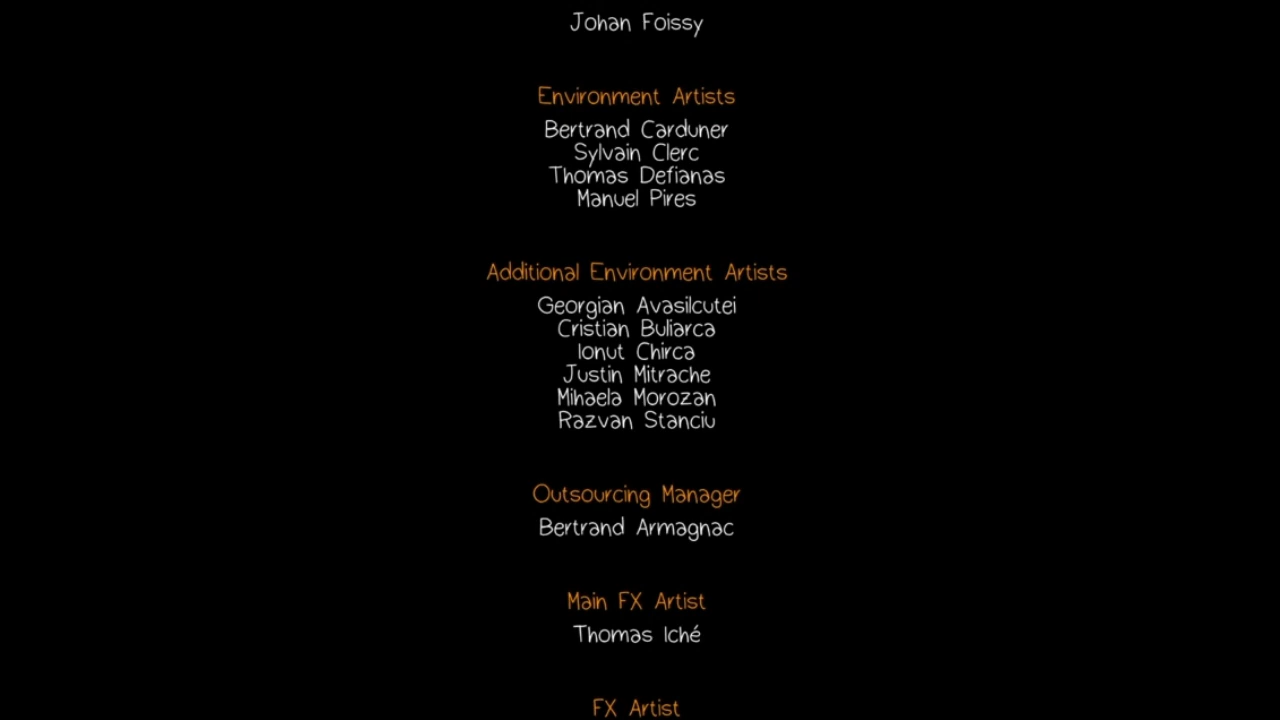 Johan Foissy
Environment Artists
Bertrand Carduner
Sylvain Clerc
Thomas Defianas
Manuel Pires
Additional Environment Artists
Georgian Avasilcutei
Cristian Buliarca
Ionut Chirca
Justin Mitrache
Mihaela Morozan
Razvan Stanciu
Outsourcing Manager
Bertrand Armagnac
Main FX Artist
Thomas Iché
FX Artist